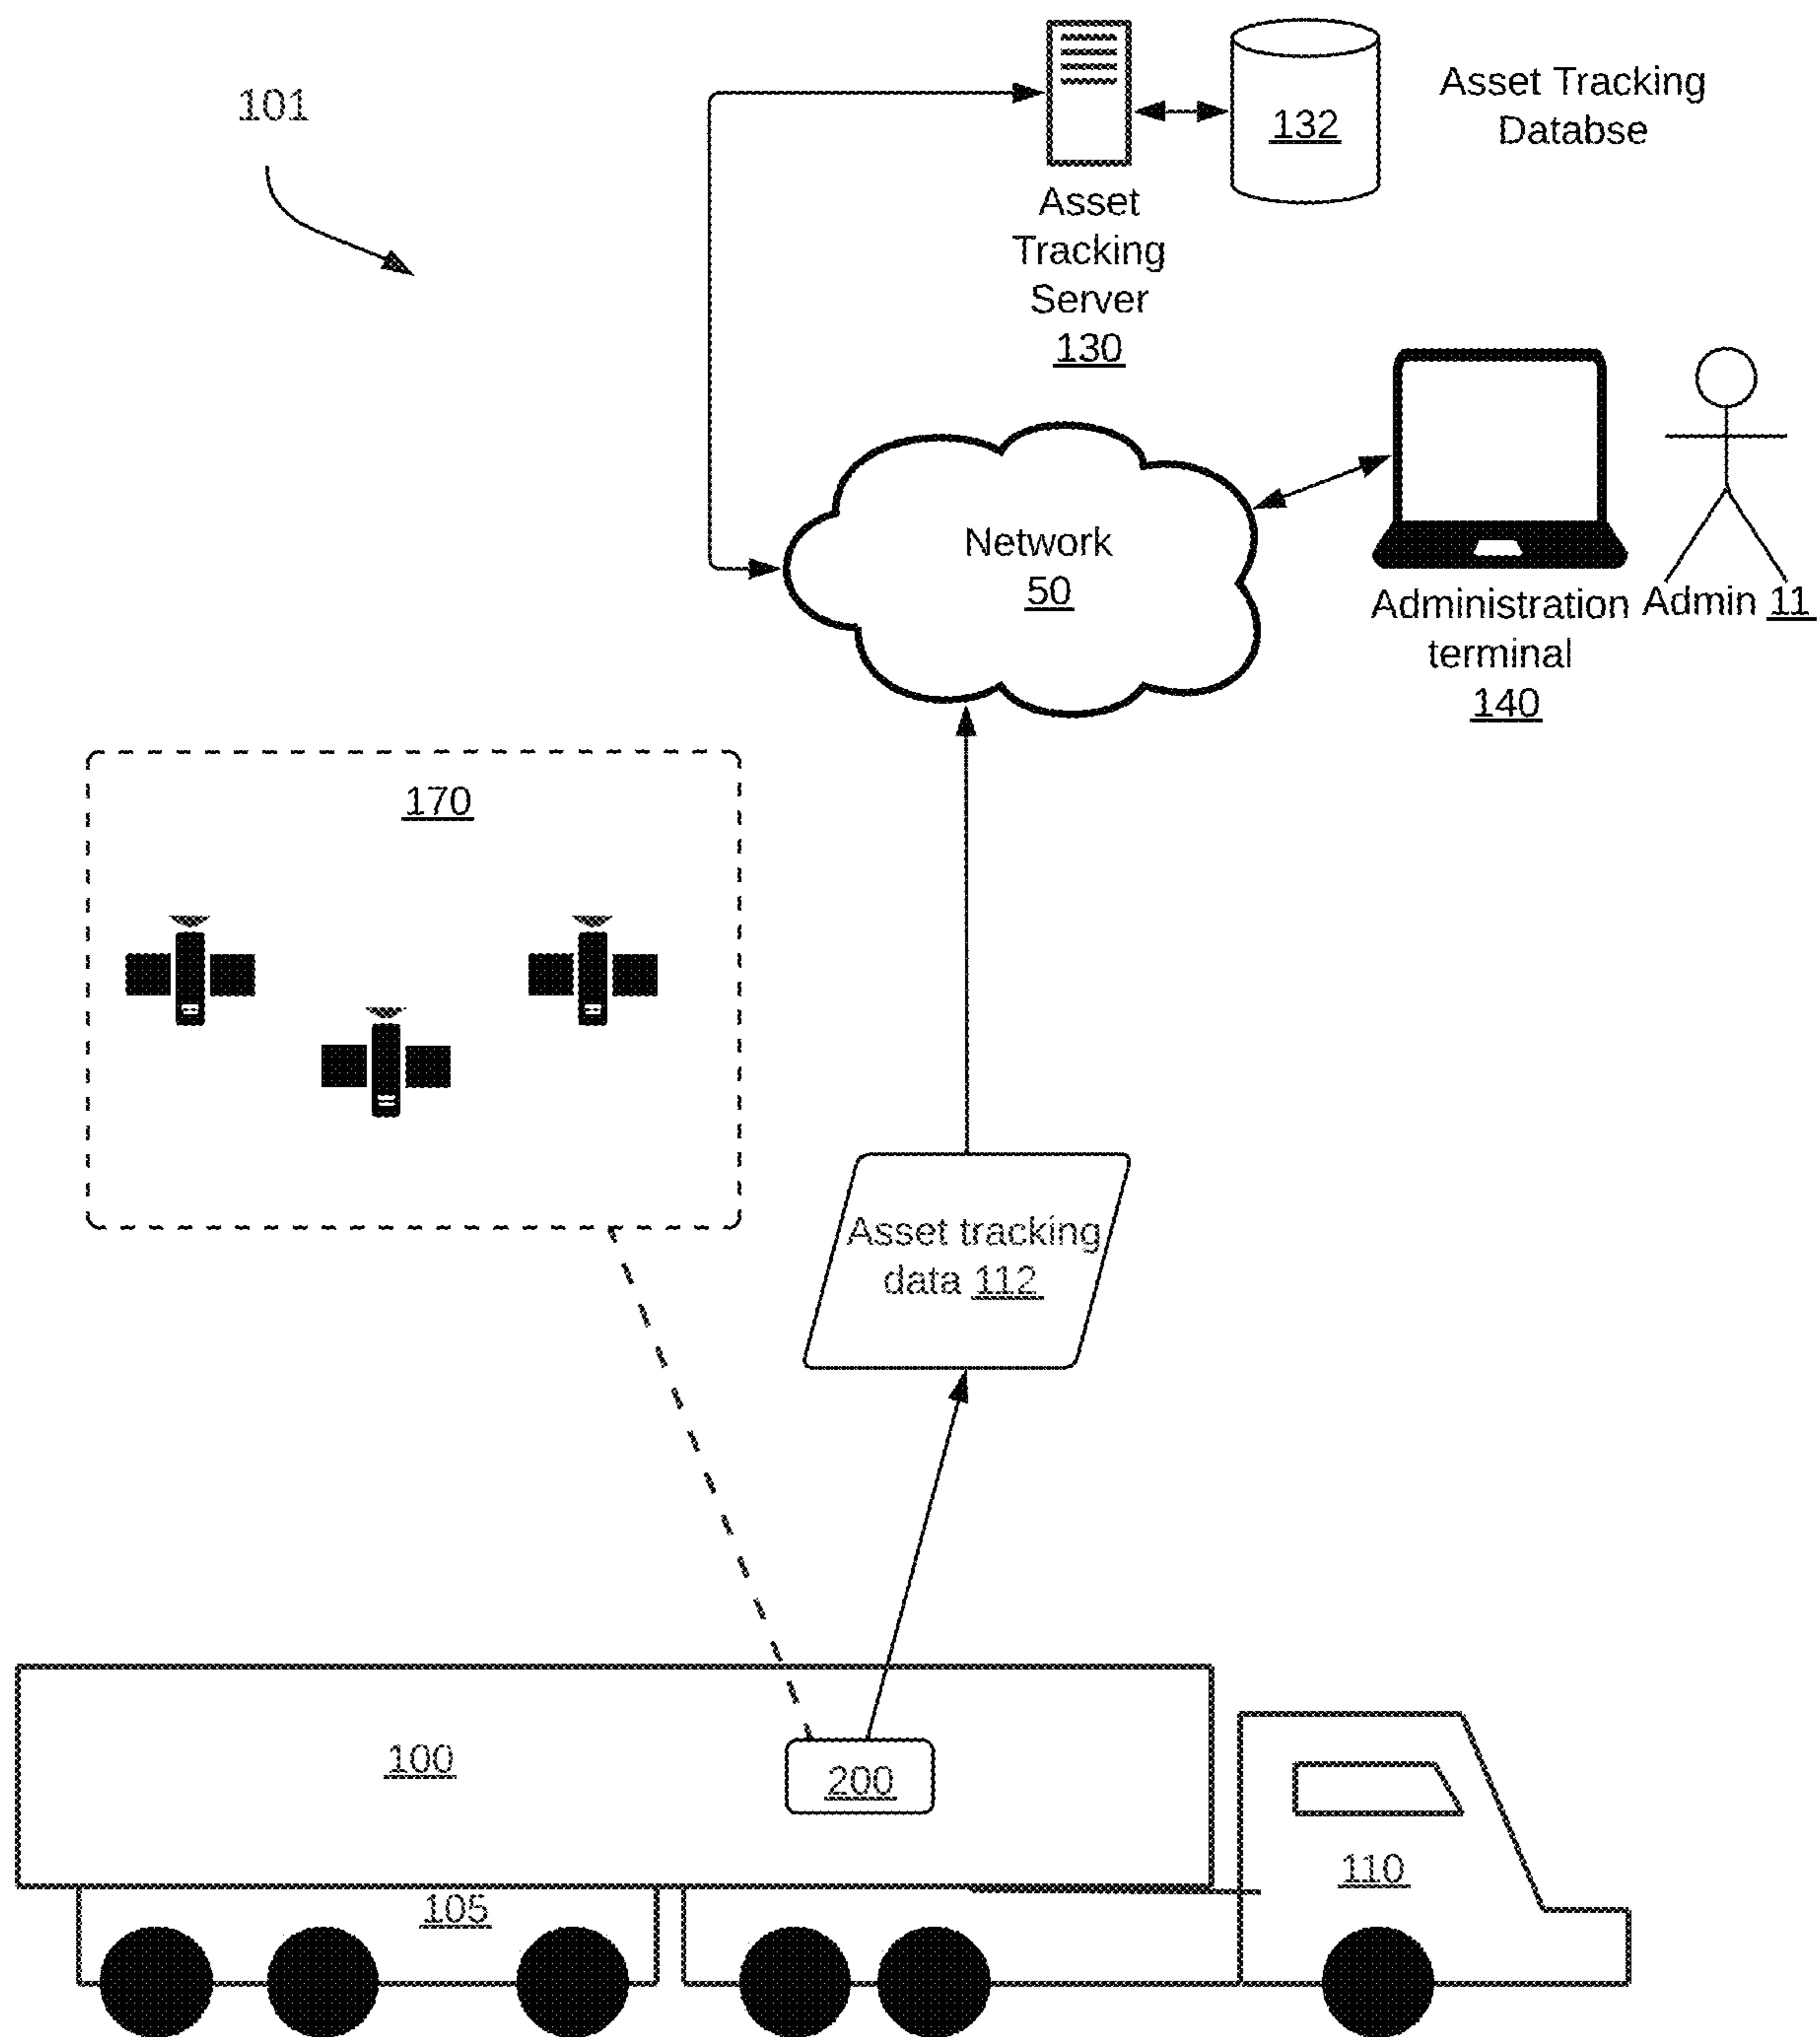 101
132
Asset Tracking
Databse
Asset
Tracking
Server
130
Network
50
Administration
terminal
140
Admin 11
170
Asset tracking
data 112
100
200
110
105